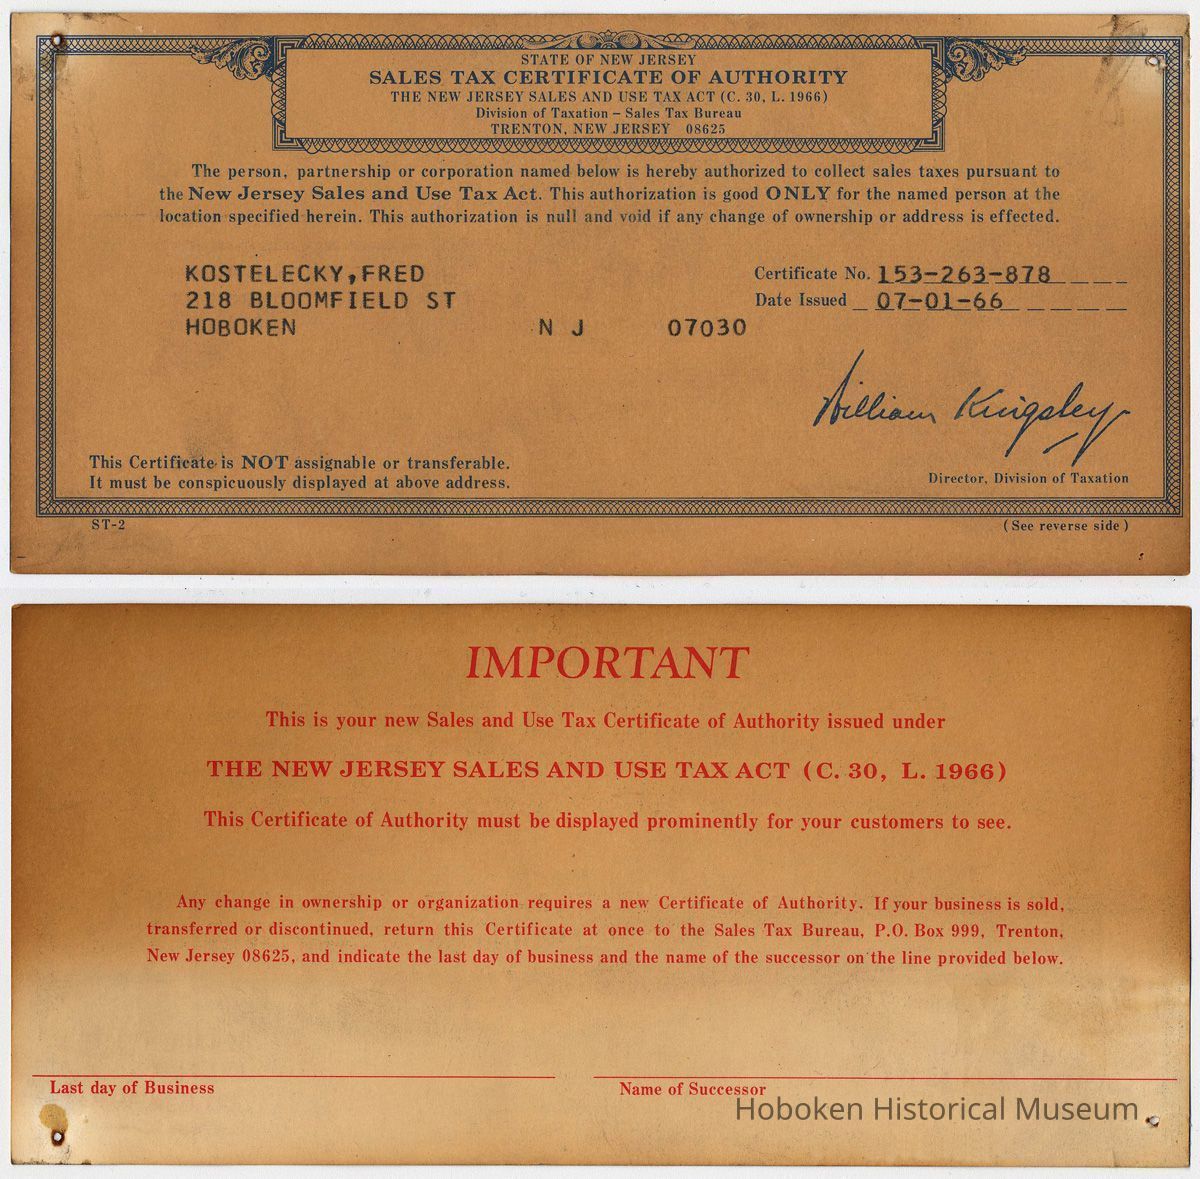 STATE OF NEW JERSEY
SALES TAX CERTIFICATE OF AUTHORITY
THE NEW JERSEY SALES AND USE TAX ACT (C. 30, L. 1966)
Division of Taxation – Sales Tax Bureau
TRENTON, NEW JERSEY 08625
The person, partnership or corporation named below is hereby authorized to collect sales taxes pursuant to
the New Jersey Sales and Use Tax Act. This authorization is good ONLY for the named person at the
location specified herein. This authorization is null and void if any change of ownership or address is effected.
KOSTELECKY,FRED
218 BLOOMFIELD ST
HOBOKEN N J 07030
Certificate No. 153-263-878
Date Issued 07-01-66
William Kingsley
Director, Division of Taxation
This Certificate is NOT assignable or transferable.
It must be conspicuously displayed at above address.
ST-2
(See reverse side)
IMPORTANT
This is your new Sales and Use Tax Certificate of Authority issued under
THE NEW JERSEY SALES AND USE TAX ACT (C. 30, L. 1966)
This Certificate of Authority must be displayed prominently for your customers to see.
Any change in ownership or organization requires a new Certificate of Authority. If your business is sold,
transferred or discontinued, return this Certificate at once to the Sales Tax Bureau, P.O. Box 999, Trenton,
New Jersey 08625, and indicate the last day of business and the name of the successor on the line provided below.
Last day of Business
Name of Successor
Hoboken Historical Museum